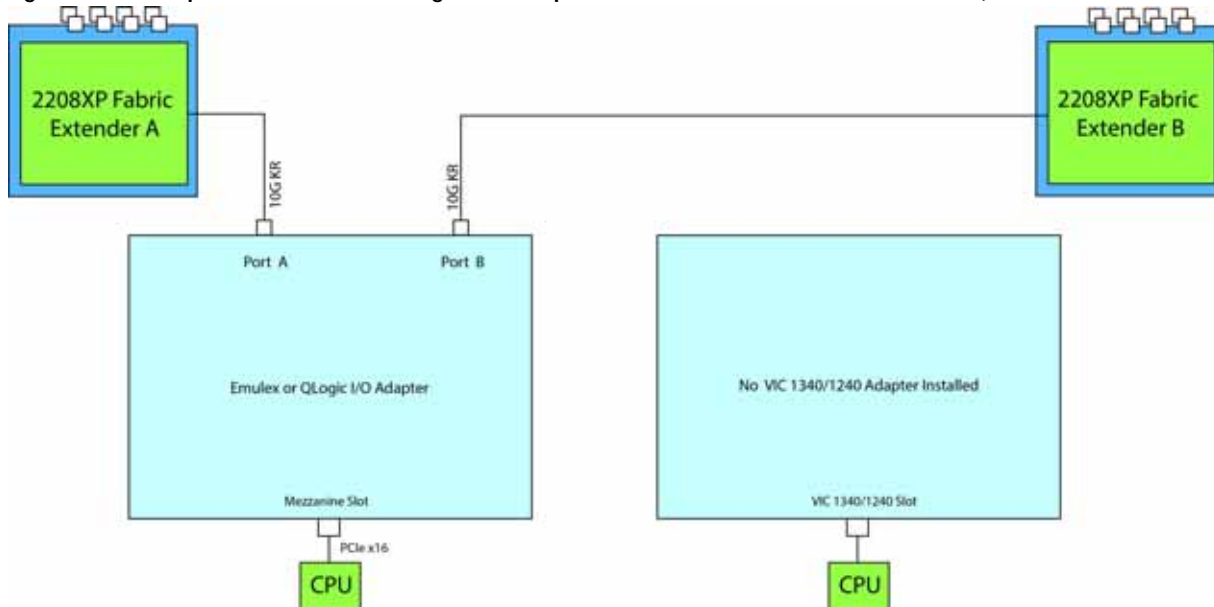 2208XP Fabric
Extender A
2208XP Fabric
Extender B
10G KR
10G KR
Port A
Port B
Emulex or QLogic I/O Adapter
No VIC 1340/1240 Adapter Installed
Mezzanine Slot
VIC 1340/1240 Slot
PCIe x16
CPU
CPU